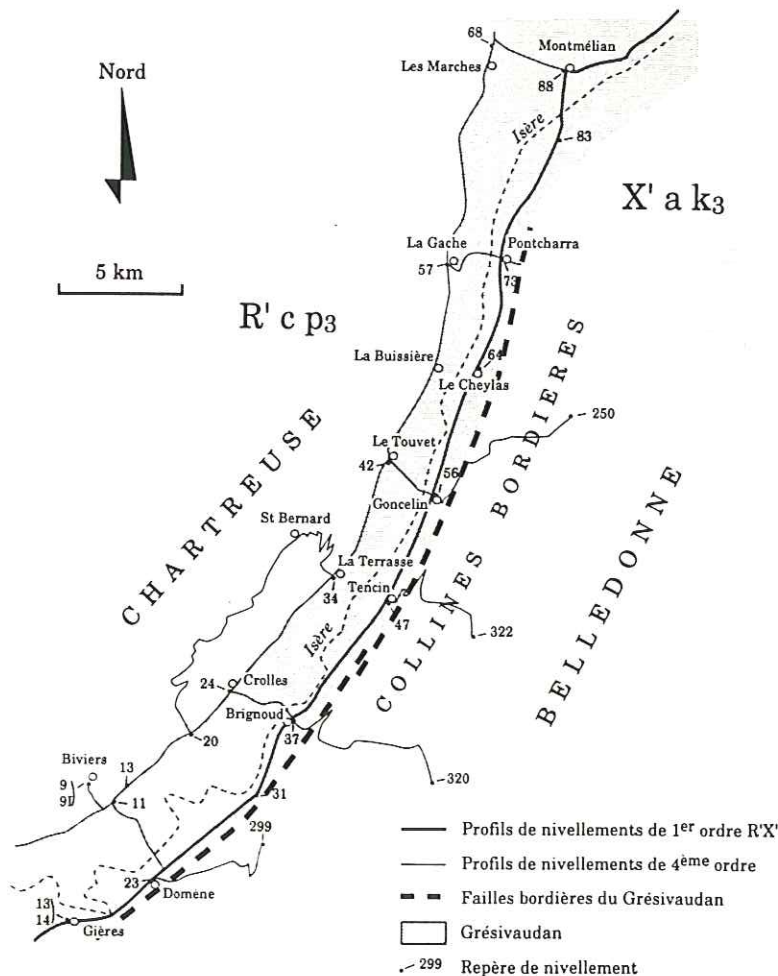 68
Montmélian
Nord
Les Marches
88
Isère
83
X' a k₃
La Gache
Pontcharra
57
73
5 km
R' c p₃
La Buissière
64
Le Cheylas
250
Le Touvet
42
56
Goncelin
CHARTREUSE
COLLINES BORDIERES
BELLEDONNE
St Bernard
La Terrasse
34
Tencin
47
322
Isère
Crolles
24
Brignoud
37
20
Biviers
13
320
9
91
11
31
299
23
Domène
13
14
Gières
Profils de nivellements de 1er ordre R'X'
Profils de nivellements de 4ème ordre
Failles bordières du Grésivaudan
Grésivaudan
299 Repère de nivellement